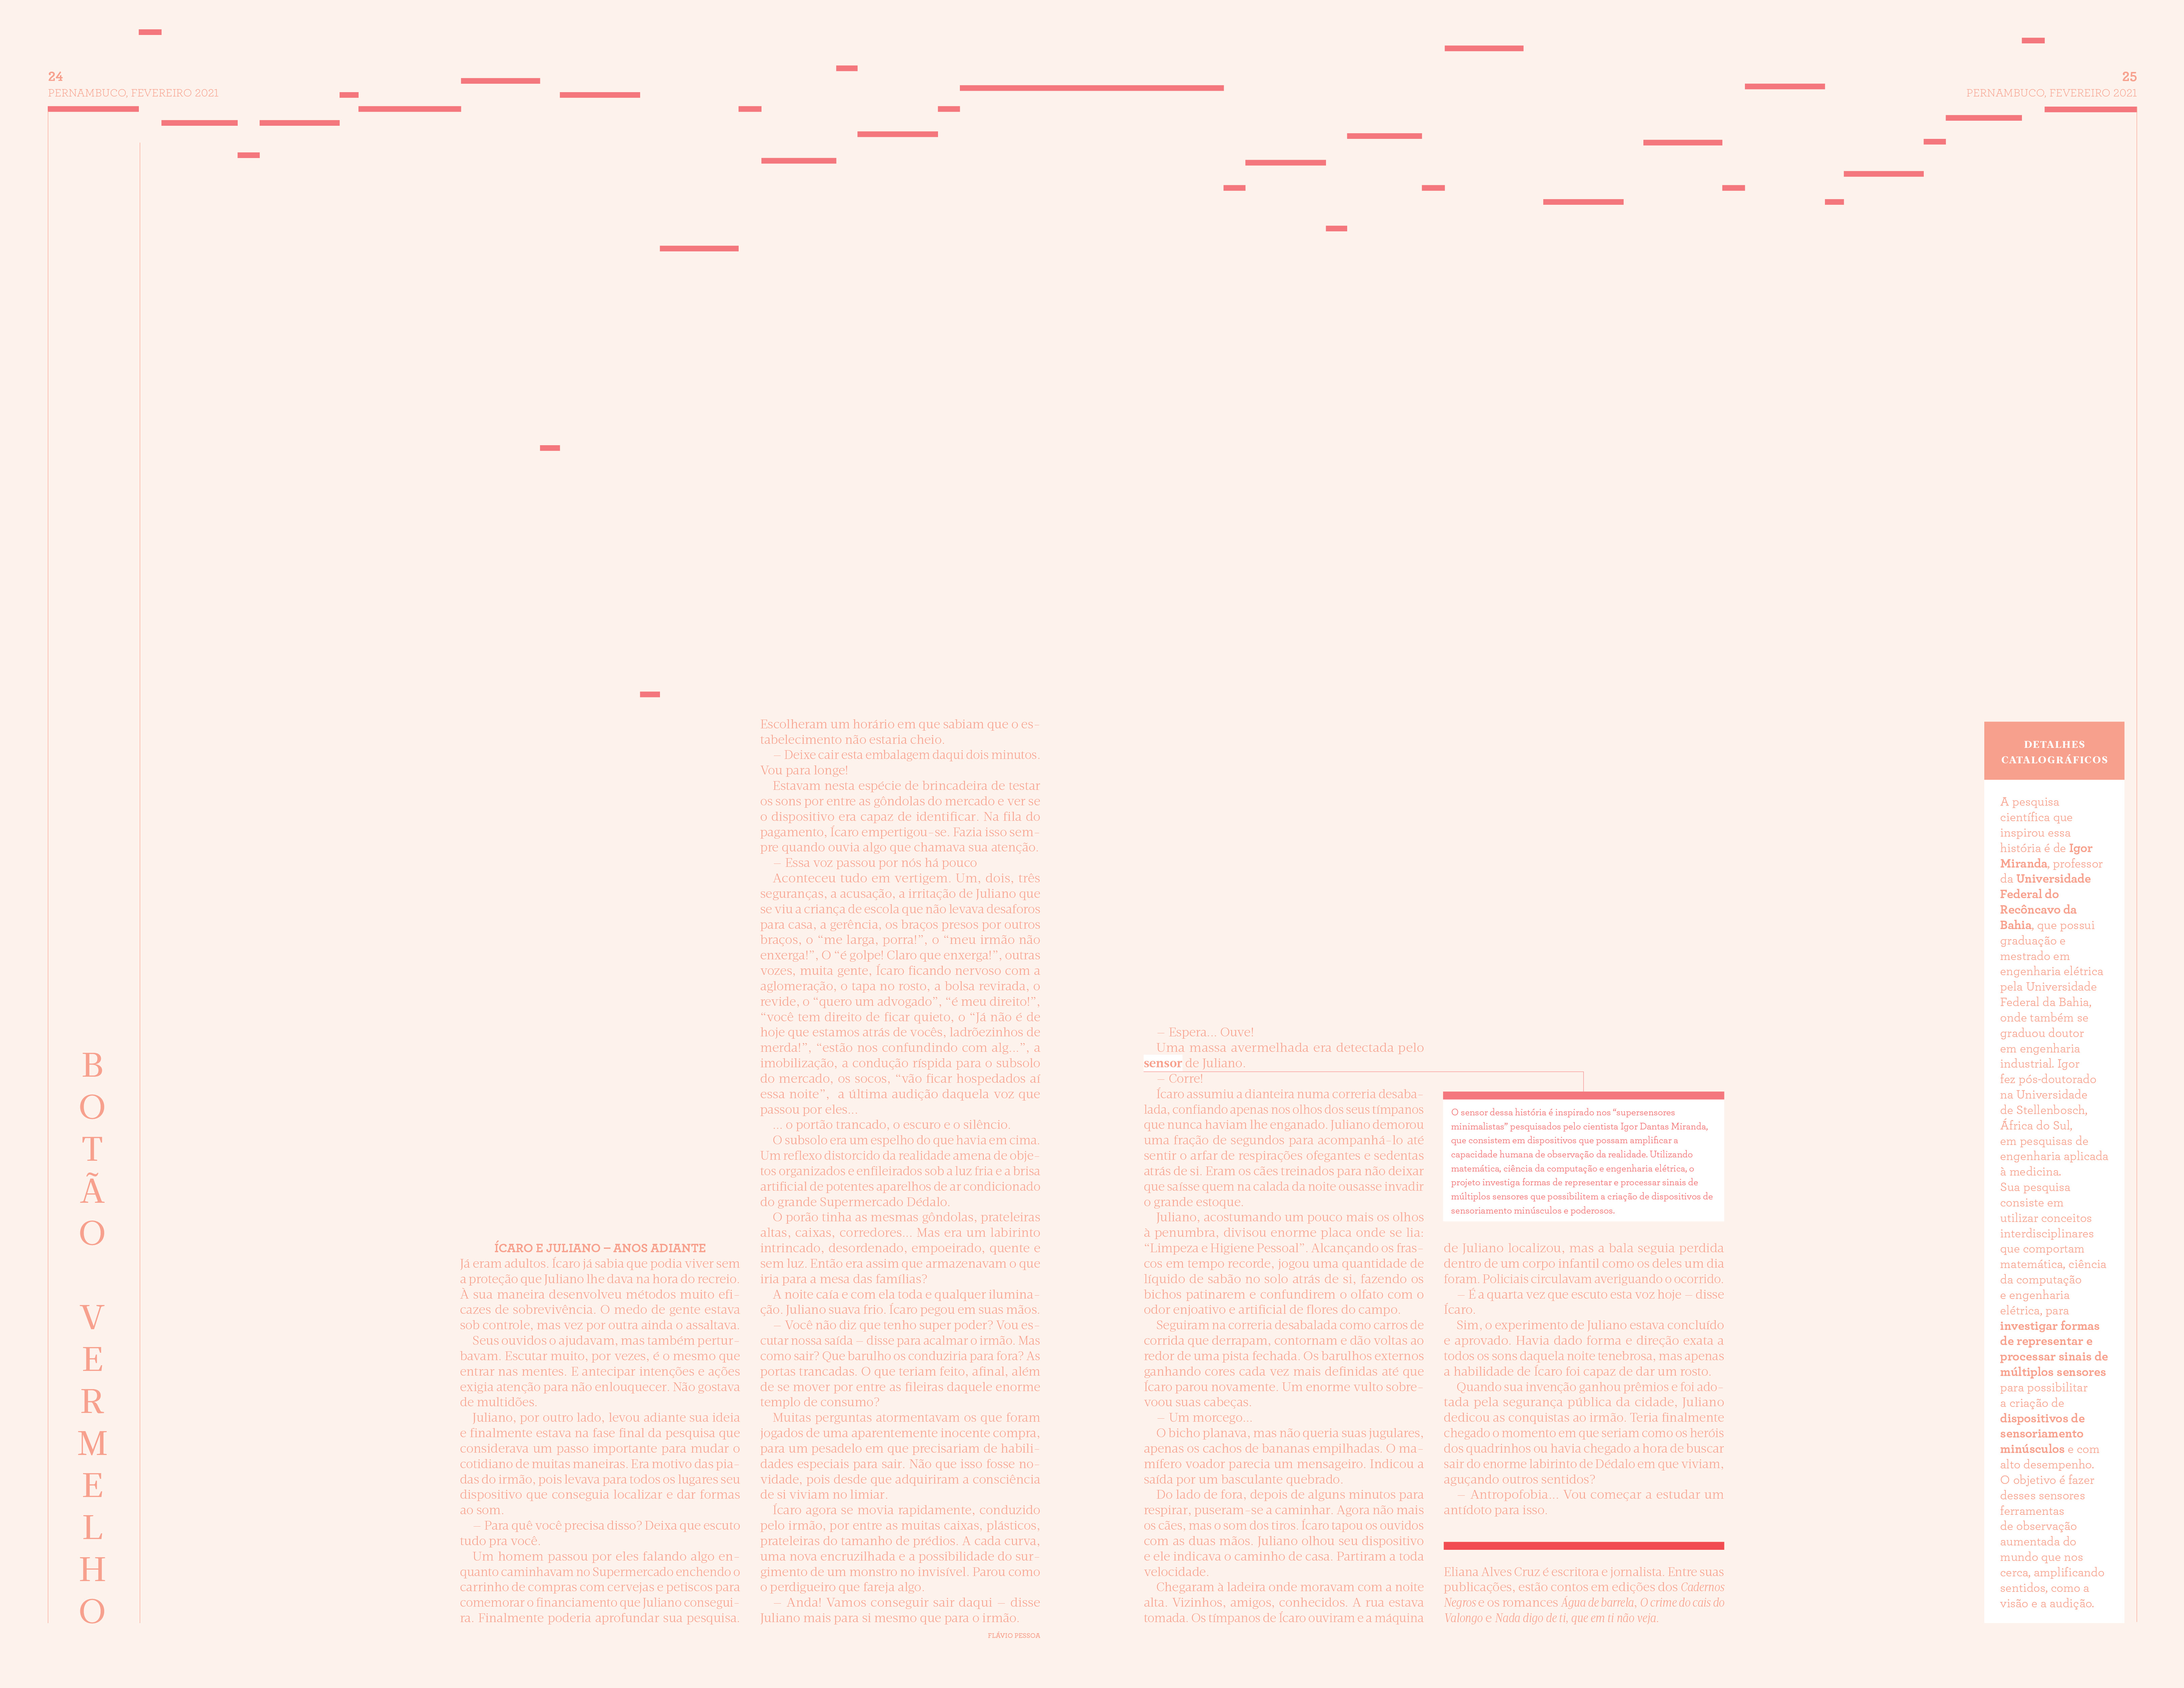 24
PERNAMBUCO, FEVEREIRO 2021
25
PERNAMBUCO, FEVEREIRO 2021
BOTÃO VERMELHO
ÍCARO E JULIANO – ANOS ADIANTE
Já eram adultos. Ícaro já sabia que podia viver sem
a proteção que Juliano lhe dava na hora do recreio.
À sua maneira desenvolveu métodos muito efi-
cazes de sobrevivência. O medo de gente estava
sob controle, mas vez por outra ainda o assaltava.
Seus ouvidos o ajudavam, mas também pertur-
bavam. Escutar muito, por vezes, é o mesmo que
entrar nas mentes. E antecipar intenções e ações
exigia atenção para não enlouquecer. Não gostava
de multidões.
Juliano, por outro lado, levou adiante sua ideia
e finalmente estava na fase final da pesquisa que
considerava um passo importante para mudar o
cotidiano de muitas maneiras. Era motivo das pia-
das do irmão, pois levava para todos os lugares seu
dispositivo que conseguia localizar e dar formas
ao som.
– Para quê você precisa disso? Deixa que escuto
tudo pra você.
Um homem passou por eles falando algo en-
quanto caminhavam no Supermercado enchendo o
carrinho de compras com cervejas e petiscos para
comemorar o financiamento que Juliano consegui-
ra. Finalmente poderia aprofundar sua pesquisa.
Escolheram um horário em que sabiam que o es-
tabelecimento não estaria cheio.
– Deixe cair esta embalagem daqui dois minutos.
Vou para longe!
Estavam nesta espécie de brincadeira de testar
os sons por entre as gôndolas do mercado e ver se
o dispositivo era capaz de identificar. Na fila do
pagamento, Ícaro empertigou-se. Fazia isso sem-
pre quando ouvia algo que chamava sua atenção.
– Essa voz passou por nós há pouco
Aconteceu tudo em vertigem. Um, dois, três
seguranças, a acusação, a irritação de Juliano que
se viu a criança de escola que não levava desaforos
para casa, a gerência, os braços presos por outros
braços, o “me larga, porra!”, o “meu irmão não
enxerga!”, O “é golpe! Claro que enxerga!”, outras
vozes, muita gente, Ícaro ficando nervoso com a
aglomeração, o tapa no rosto, a bolsa revirada, o
revide, o “quero um advogado”, “é meu direito!”,
“você tem direito de ficar quieto, o “Já não é de
hoje que estamos atrás de vocês, ladrõezinhos de
merda!”, “estão nos confundindo com alg...”, a
imobilização, a condução ríspida para o subsolo
do mercado, os socos, “vão ficar hospedados aí
essa noite”,  a última audição daquela voz que
passou por eles...
... o portão trancado, o escuro e o silêncio.
O subsolo era um espelho do que havia em cima.
Um reflexo distorcido da realidade amena de obje-
tos organizados e enfileirados sob a luz fria e a brisa
artificial de potentes aparelhos de ar condicionado
do grande Supermercado Dédalo.
O porão tinha as mesmas gôndolas, prateleiras
altas, caixas, corredores... Mas era um labirinto
intrincado, desordenado, empoeirado, quente e
sem luz. Então era assim que armazenavam o que
iria para a mesa das famílias?
A noite caía e com ela toda e qualquer ilumina-
ção. Juliano suava frio. Ícaro pegou em suas mãos.
– Você não diz que tenho super poder? Vou es-
cutar nossa saída – disse para acalmar o irmão. Mas
como sair? Que barulho os conduziria para fora? As
portas trancadas. O que teriam feito, afinal, além
de se mover por entre as fileiras daquele enorme
templo de consumo?
Muitas perguntas atormentavam os que foram
jogados de uma aparentemente inocente compra,
para um pesadelo em que precisariam de habili-
dades especiais para sair. Não que isso fosse no-
vidade, pois desde que adquiriram a consciência
de si viviam no limiar.
Ícaro agora se movia rapidamente, conduzido
pelo irmão, por entre as muitas caixas, plásticos,
prateleiras do tamanho de prédios. A cada curva,
uma nova encruzilhada e a possibilidade do sur-
gimento de um monstro no invisível. Parou como
o perdigueiro que fareja algo.
– Anda! Vamos conseguir sair daqui – disse
Juliano mais para si mesmo que para o irmão.
FLÁVIO PESSOA
– Espera... Ouve!
Uma massa avermelhada era detectada pelo
sensor de Juliano.
– Corre!
Ícaro assumiu a dianteira numa correria desaba-
lada, confiando apenas nos olhos dos seus tímpanos
que nunca haviam lhe enganado. Juliano demorou
uma fração de segundos para acompanhá-lo até
sentir o arfar de respirações ofegantes e sedentas
atrás de si. Eram os cães treinados para não deixar
que saísse quem na calada da noite ousasse invadir
o grande estoque.
Juliano, acostumando um pouco mais os olhos
à penumbra, divisou enorme placa onde se lia:
“Limpeza e Higiene Pessoal”. Alcançando os fras-
cos em tempo recorde, jogou uma quantidade de
líquido de sabão no solo atrás de si, fazendo os
bichos patinarem e confundirem o olfato com o
odor enjoativo e artificial de flores do campo.
Seguiram na correria desabalada como carros de
corrida que derrapam, contornam e dão voltas ao
redor de uma pista fechada. Os barulhos externos
ganhando cores cada vez mais definidas até que
Ícaro parou novamente. Um enorme vulto sobre-
voou suas cabeças.
– Um morcego...
O bicho planava, mas não queria suas jugulares,
apenas os cachos de bananas empilhadas. O ma-
mífero voador parecia um mensageiro. Indicou a
saída por um basculante quebrado.
Do lado de fora, depois de alguns minutos para
respirar, puseram-se a caminhar. Agora não mais
os cães, mas o som dos tiros. Ícaro tapou os ouvidos
com as duas mãos. Juliano olhou seu dispositivo
e ele indicava o caminho de casa. Partiram a toda
velocidade.
Chegaram à ladeira onde moravam com a noite
alta. Vizinhos, amigos, conhecidos. A rua estava
tomada. Os tímpanos de Ícaro ouviram e a máquina
O sensor dessa história é inspirado nos “supersensores
minimalistas” pesquisados pelo cientista Igor Dantas Miranda,
que consistem em dispositivos que possam amplificar a
capacidade humana de observação da realidade. Utilizando
matemática, ciência da computação e engenharia elétrica, o
projeto investiga formas de representar e processar sinais de
múltiplos sensores que possibilitem a criação de dispositivos de
sensoriamento minúsculos e poderosos.
de Juliano localizou, mas a bala seguia perdida
dentro de um corpo infantil como os deles um dia
foram. Policiais circulavam averiguando o ocorrido.
– É a quarta vez que escuto esta voz hoje – disse
Ícaro.
Sim, o experimento de Juliano estava concluído
e aprovado. Havia dado forma e direção exata a
todos os sons daquela noite tenebrosa, mas apenas
a habilidade de Ícaro foi capaz de dar um rosto.
Quando sua invenção ganhou prêmios e foi ado-
tada pela segurança pública da cidade, Juliano
dedicou as conquistas ao irmão. Teria finalmente
chegado o momento em que seriam como os heróis
dos quadrinhos ou havia chegado a hora de buscar
sair do enorme labirinto de Dédalo em que viviam,
aguçando outros sentidos?
– Antropofobia... Vou começar a estudar um
antídoto para isso.
Eliana Alves Cruz é escritora e jornalista. Entre suas
publicações, estão contos em edições dos Cadernos
Negros e os romances Água de barrela, O crime do cais do
Valongo e Nada digo de ti, que em ti não veja.
DETALHES
CATALOGRÁFICOS
A pesquisa
científica que
inspirou essa
história é de Igor
Miranda, professor
da Universidade
Federal do
Recôncavo da
Bahia, que possui
graduação e
mestrado em
engenharia elétrica
pela Universidade
Federal da Bahia,
onde também se
graduou doutor
em engenharia
industrial. Igor
fez pós-doutorado
na Universidade
de Stellenbosch,
África do Sul,
em pesquisas de
engenharia aplicada
à medicina.
Sua pesquisa
consiste em
utilizar conceitos
interdisciplinares
que comportam
matemática, ciência
da computação
e engenharia
elétrica, para
investigar formas
de representar e
processar sinais de
múltiplos sensores
para possibilitar
a criação de
dispositivos de
sensoriamento
minúsculos e com
alto desempenho.
O objetivo é fazer
desses sensores
ferramentas
de observação
aumentada do
mundo que nos
cerca, amplificando
sentidos, como a
visão e a audição.